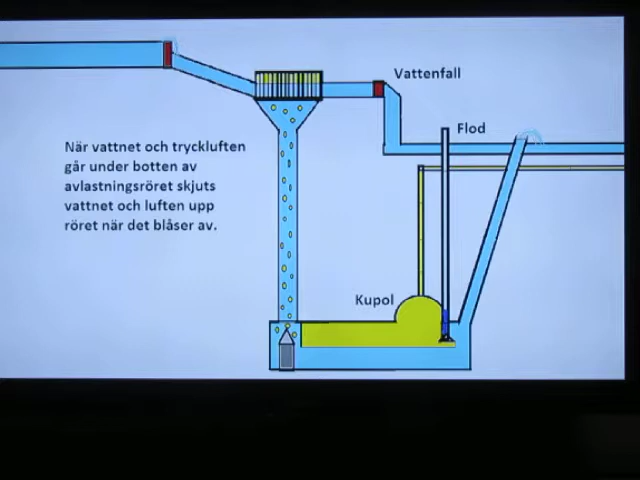 Vattenfall
Flod
När vattnet och tryckluften
går under botten av
avlastningsröret skjuts
vattnet och luften upp
röret när det blåser av.
Kupol